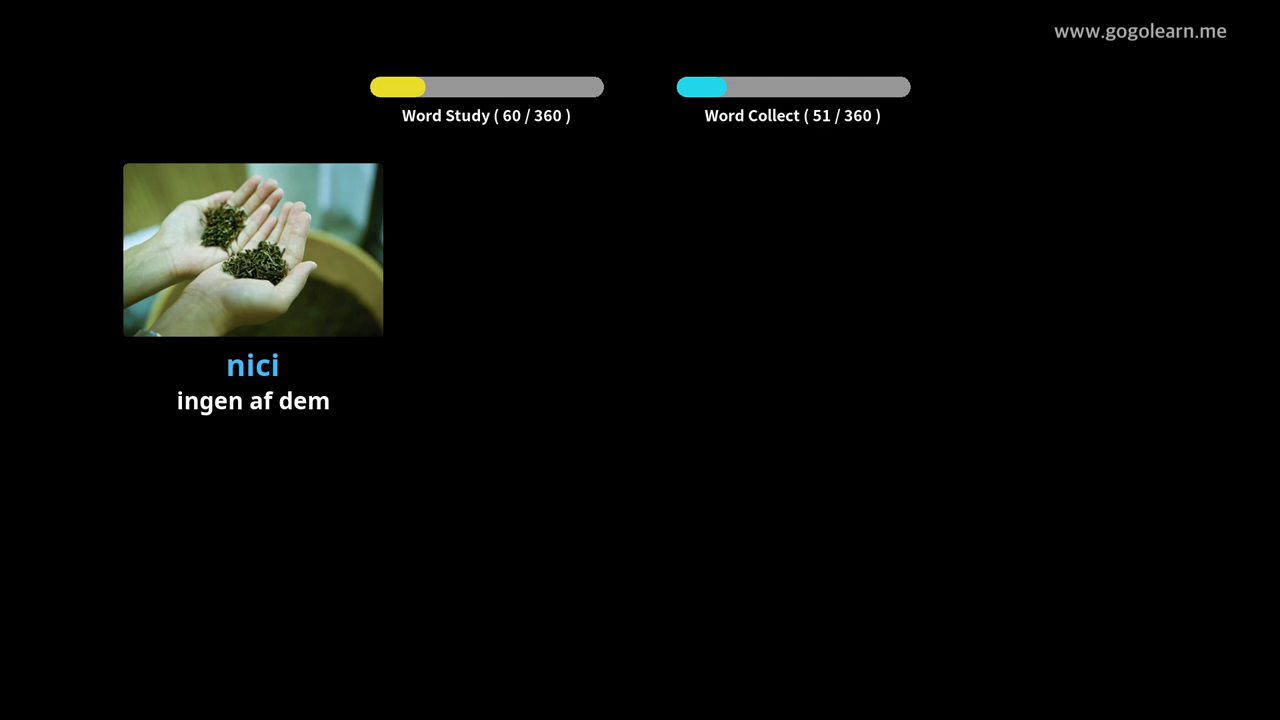 www.gogolearn.me
Word Study ( 60 / 360 )
Word Collect ( 51 / 360 )
nici
ingen af dem